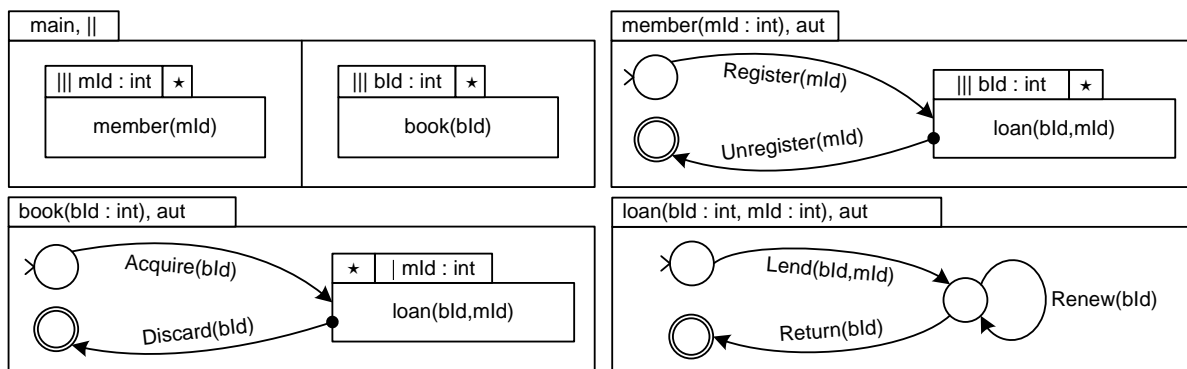 main, ||
||| mId : int ★
member(mId)
||| bId : int ★
book(bId)
member(mId : int), aut
Register(mId)
Unregister(mId)
||| bId : int ★
loan(bId,mId)
book(bId : int), aut
Acquire(bId)
Discard(bId)
★ | mId : int
loan(bId,mId)
loan(bId : int, mId : int), aut
Lend(bId,mId)
Renew(bId)
Return(bId)